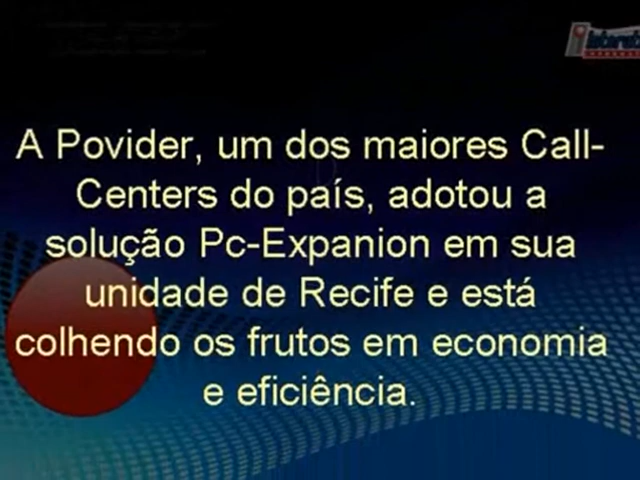 A Povider, um dos maiores Call-
Centers do país, adotou a
solução Pc-Expanion em sua
unidade de Recife e está
colhendo os frutos em economia
e eficiência.